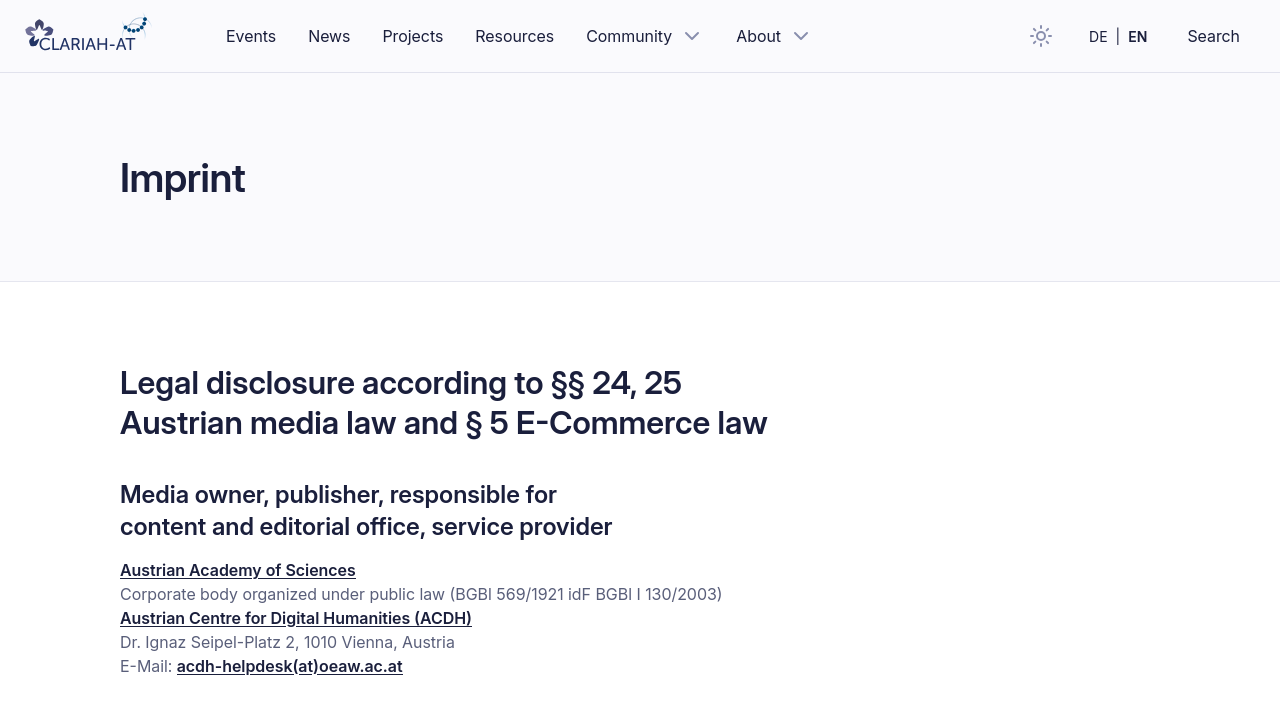 CLARIAH-AT
Events
News
Projects
Resources
Community
About
DE | EN
Search
Imprint
Legal disclosure according to §§ 24, 25
Austrian media law and § 5 E-Commerce law
Media owner, publisher, responsible for
content and editorial office, service provider
Austrian Academy of Sciences
Corporate body organized under public law (BGBl 569/1921 idF BGBl I 130/2003)
Austrian Centre for Digital Humanities (ACDH)
Dr. Ignaz Seipel-Platz 2, 1010 Vienna, Austria
E-Mail: acdh-helpdesk(at)oeaw.ac.at